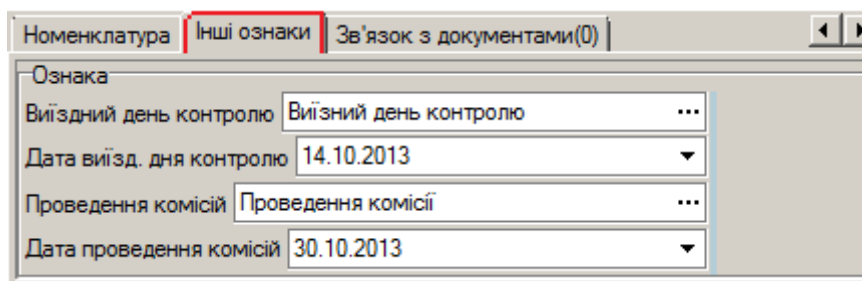 Номенклатура Інші ознаки Зв'язок з документами(0)
Ознака
Виїздний день контролю Виїзний день контролю ...
Дата виїзд. дня контролю 14.10.2013
Проведення комісій Проведення комісії ...
Дата проведення комісій 30.10.2013